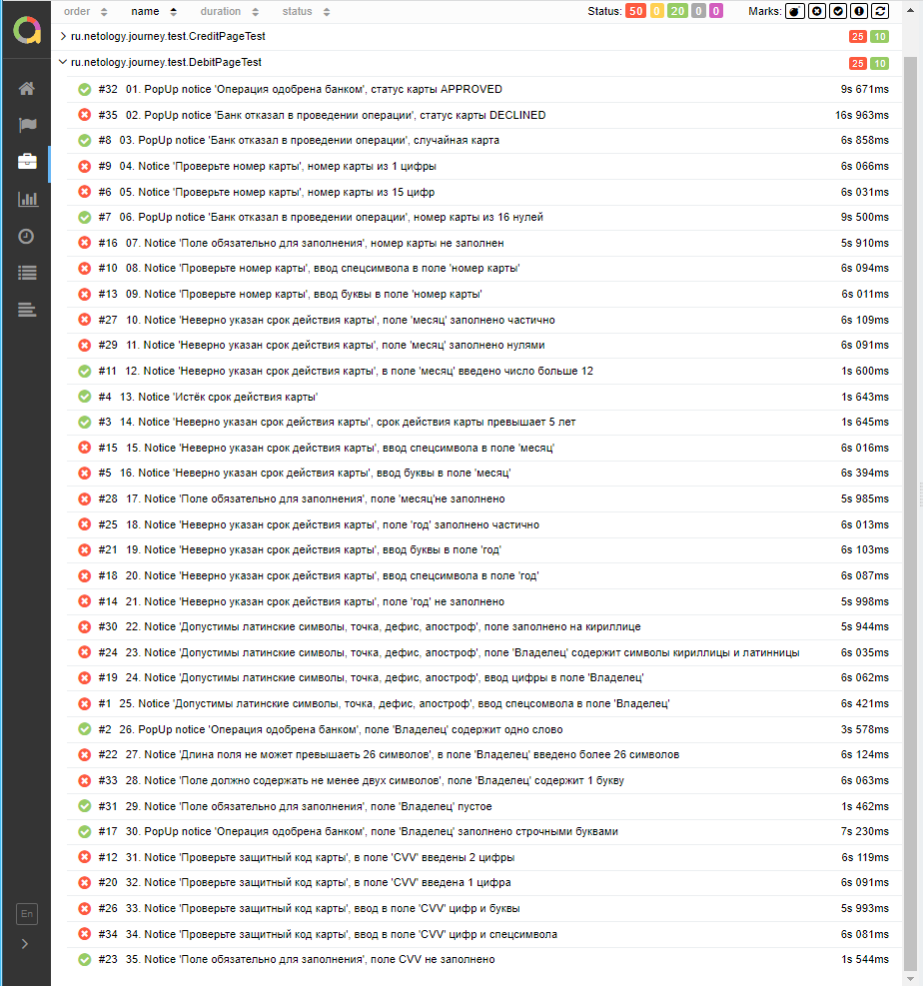 order name duration status Status: 50 0 20 0 0 Marks:
ru.netology.journey.test.CreditPageTest 25 10
ru.netology.journey.test.DebitPageTest 25 10
#32 01. PopUp notice 'Операция одобрена банком', статус карты APPROVED 9s 671ms
#35 02. PopUp notice 'Банк отказал в проведении операции', статус карты DECLINED 16s 963ms
#8 03. PopUp notice 'Банк отказал в проведении операции', случайная карта 6s 858ms
#9 04. Notice 'Проверьте номер карты', номер карты из 1 цифры 6s 066ms
#6 05. Notice 'Проверьте номер карты', номер карты из 15 цифр 6s 031ms
#7 06. PopUp notice 'Банк отказал в проведении операции', номер карты из 16 нулей 9s 500ms
#16 07. Notice 'Поле обязательно для заполнения', номер карты не заполнен 5s 910ms
#10 08. Notice 'Проверьте номер карты', ввод спецсимвола в поле 'номер карты' 6s 094ms
#13 09. Notice 'Проверьте номер карты', ввод буквы в поле 'номер карты' 6s 011ms
#27 10. Notice 'Неверно указан срок действия карты', поле 'месяц' заполнено частично 6s 109ms
#29 11. Notice 'Неверно указан срок действия карты', поле 'месяц' заполнено нулями 6s 091ms
#11 12. Notice 'Неверно указан срок действия карты', в поле 'месяц' введено число больше 12 1s 600ms
#4 13. Notice 'Истёк срок действия карты' 1s 643ms
#3 14. Notice 'Неверно указан срок действия карты', срок действия карты превышает 5 лет 1s 645ms
#15 15. Notice 'Неверно указан срок действия карты', ввод спецсимвола в поле 'месяц' 6s 016ms
#5 16. Notice 'Неверно указан срок действия карты', ввод буквы в поле 'месяц' 6s 394ms
#28 17. Notice 'Поле обязательно для заполнения', поле 'месяц'не заполнено 5s 985ms
#25 18. Notice 'Неверно указан срок действия карты', поле 'год' заполнено частично 6s 013ms
#21 19. Notice 'Неверно указан срок действия карты', ввод буквы в поле 'год' 6s 103ms
#18 20. Notice 'Неверно указан срок действия карты', ввод спецсимвола в поле 'год' 6s 087ms
#14 21. Notice 'Неверно указан срок действия карты', поле 'год' не заполнено 5s 998ms
#30 22. Notice 'Допустимы латинские символы, точка, дефис, апостроф', поле заполнено на кириллице 5s 944ms
#24 23. Notice 'Допустимы латинские символы, точка, дефис, апостроф', поле 'Владелец' содержит символы кириллицы и латинницы 6s 035ms
#19 24. Notice 'Допустимы латинские символы, точка, дефис, апостроф', ввод цифры в поле 'Владелец' 6s 062ms
#1 25. Notice 'Допустимы латинские символы, точка, дефис, апостроф', ввод спецсомвола в поле 'Владелец' 6s 421ms
#2 26. PopUp notice 'Операция одобрена банком', поле 'Владелец' содержит одно слово 3s 578ms
#22 27. Notice 'Длина поля не может превышаеть 26 символов', в поле 'Владелец' введено более 26 символов 6s 124ms
#33 28. Notice 'Поле должно содержать не менее двух символов', поле 'Владелец' содержит 1 букву 6s 063ms
#31 29. Notice 'Поле обязательно для заполнения', поле 'Владелец' пустое 1s 462ms
#17 30. PopUp notice 'Операция одобрена банком', поле 'Владелец' заполнено строчными буквами 7s 230ms
#12 31. Notice 'Проверьте защитный код карты', в поле 'CVV' введены 2 цифры 6s 119ms
#20 32. Notice 'Проверьте защитный код карты', в поле 'CVV' введена 1 цифра 6s 091ms
#26 33. Notice 'Проверьте защитный код карты', ввод в поле 'CVV' цифр и буквы 5s 993ms
#34 34. Notice 'Проверьте защитный код карты', ввод в поле 'CVV' цифр и спецсимвола 6s 081ms
#23 35. Notice 'Поле обязательно для заполнения', поле CVV не заполнено 1s 544ms
En